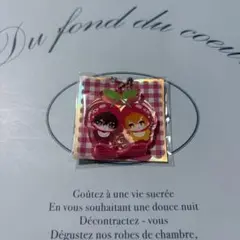 Du fond du coeur
Goûtez à une vie sucrée
En vous souhaitant une douce nuit
Décontractez - vous
Dégustez nos robes de chambre,